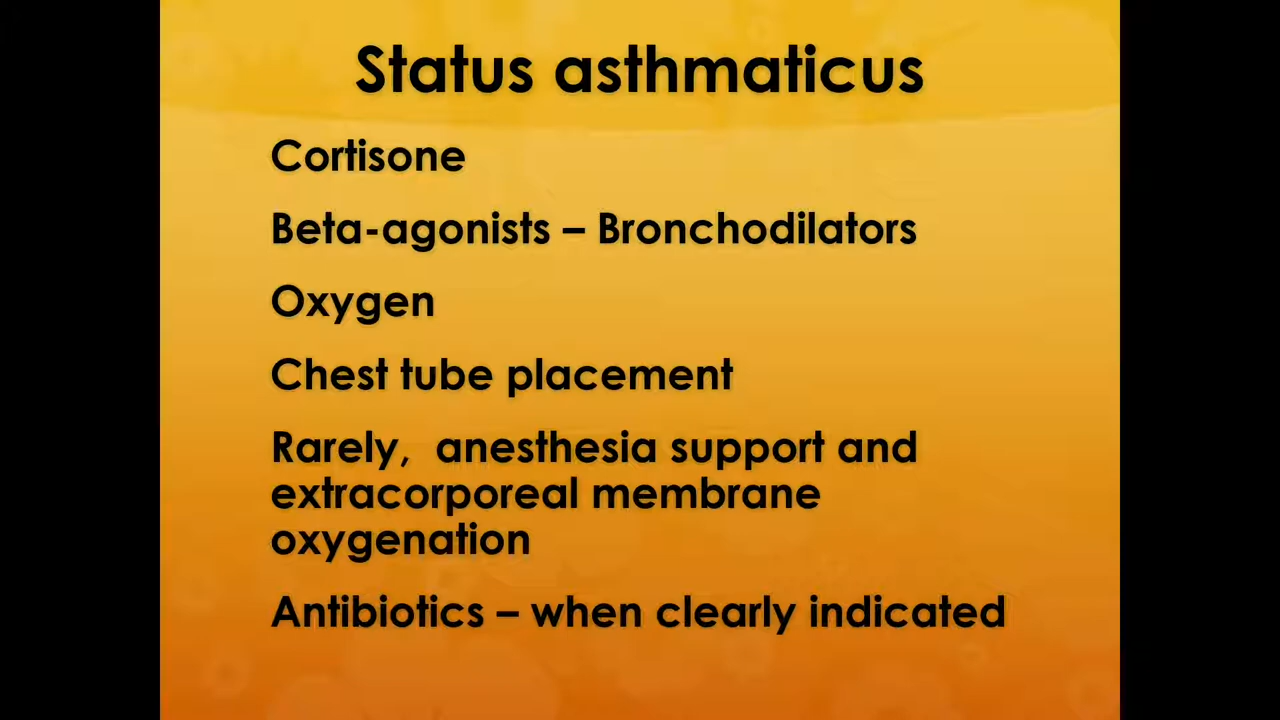 Status asthmaticus
Cortisone
Beta-agonists – Bronchodilators
Oxygen
Chest tube placement
Rarely,  anesthesia support and
extracorporeal membrane
oxygenation
Antibiotics – when clearly indicated